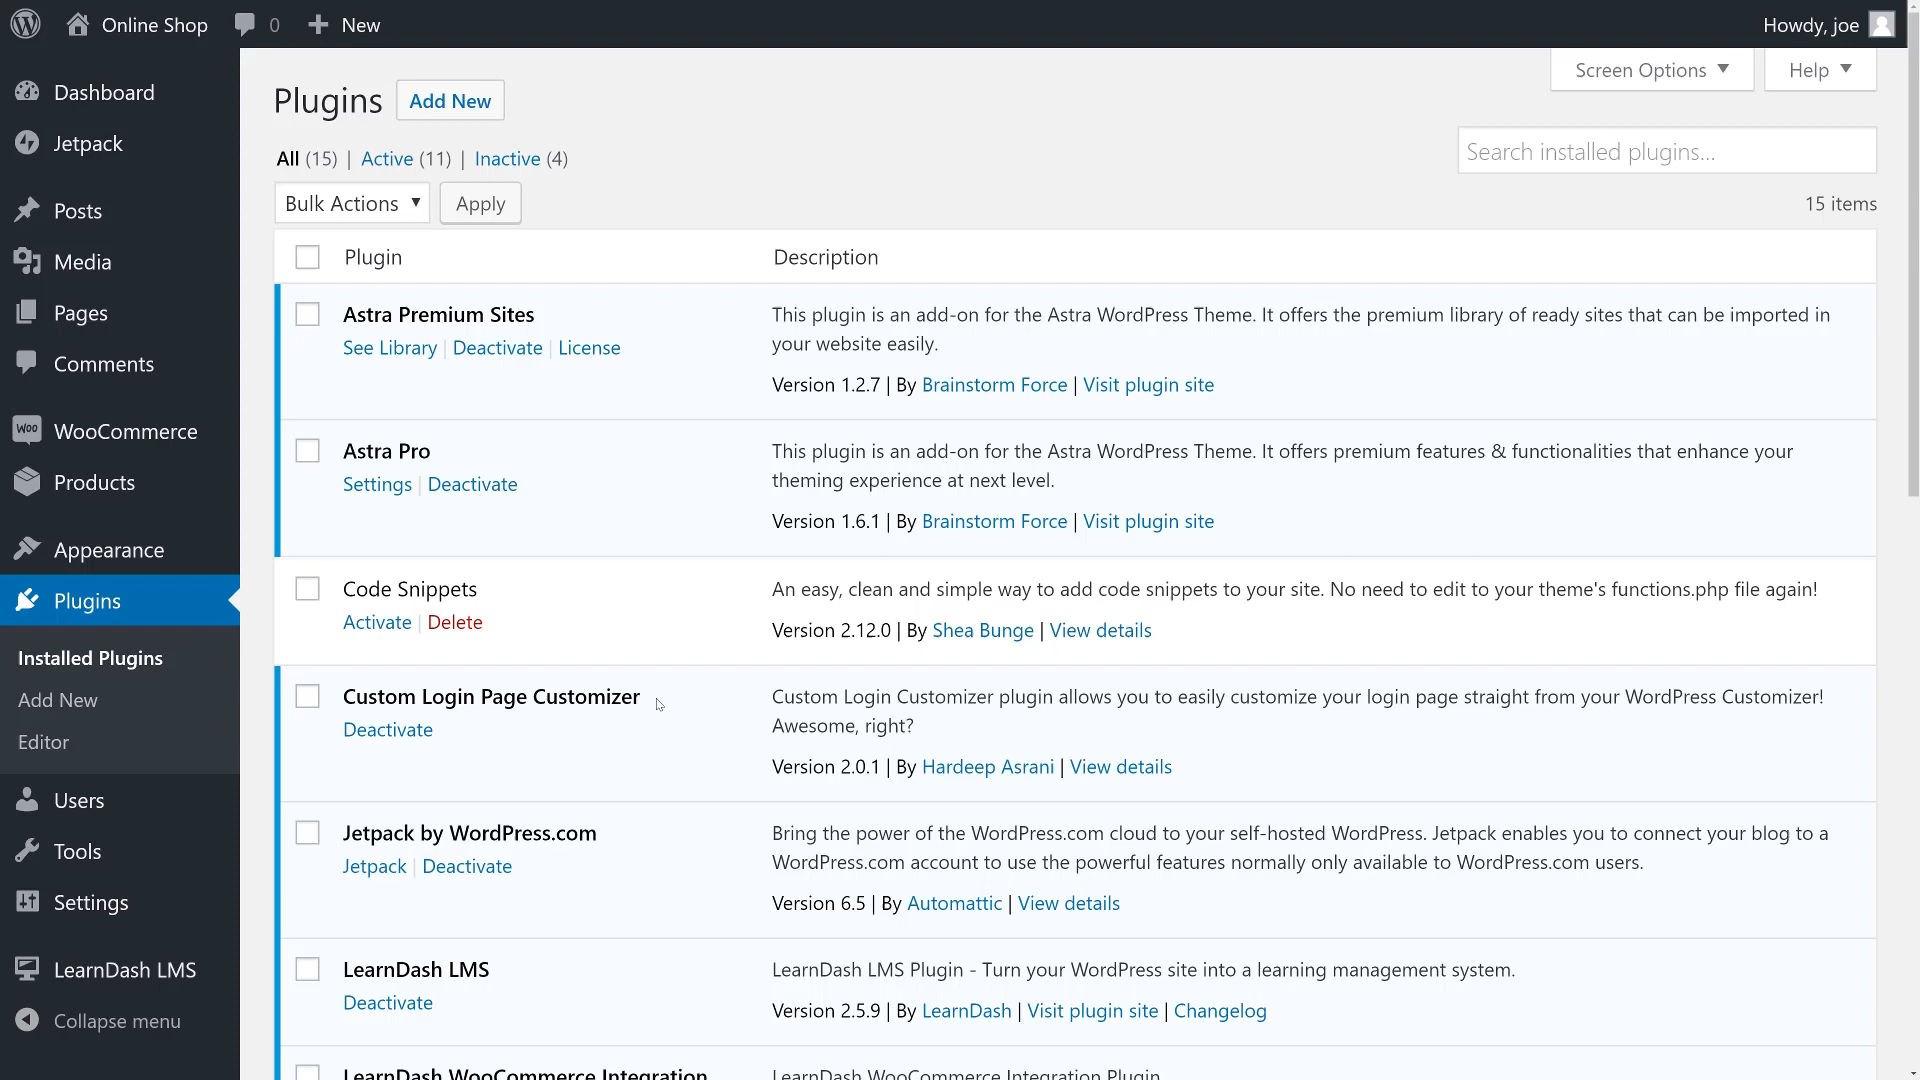 Online Shop 0 New Howdy, joe
Dashboard
Jetpack
Posts
Media
Pages
Comments
WOO WooCommerce
Products
Appearance
Plugins
Installed Plugins
Add New
Editor
Users
Tools
Settings
LearnDash LMS
Collapse menu
Screen Options ▼ Help ▼
Plugins Add New
All (15) | Active (11) | Inactive (4)
Search installed plugins...
Bulk Actions ▼ Apply 15 items
Plugin Description
Astra Premium Sites
See Library | Deactivate | License
This plugin is an add-on for the Astra WordPress Theme. It offers the premium library of ready sites that can be imported in
your website easily.
Version 1.2.7 | By Brainstorm Force | Visit plugin site
Astra Pro
Settings | Deactivate
This plugin is an add-on for the Astra WordPress Theme. It offers premium features & functionalities that enhance your
theming experience at next level.
Version 1.6.1 | By Brainstorm Force | Visit plugin site
Code Snippets
Activate | Delete
An easy, clean and simple way to add code snippets to your site. No need to edit to your theme's functions.php file again!
Version 2.12.0 | By Shea Bunge | View details
Custom Login Page Customizer
Deactivate
Custom Login Customizer plugin allows you to easily customize your login page straight from your WordPress Customizer!
Awesome, right?
Version 2.0.1 | By Hardeep Asrani | View details
Jetpack by WordPress.com
Jetpack | Deactivate
Bring the power of the WordPress.com cloud to your self-hosted WordPress. Jetpack enables you to connect your blog to a
WordPress.com account to use the powerful features normally only available to WordPress.com users.
Version 6.5 | By Automattic | View details
LearnDash LMS
Deactivate
LearnDash LMS Plugin - Turn your WordPress site into a learning management system.
Version 2.5.9 | By LearnDash | Visit plugin site | Changelog
LearnDash WooCommerce Integration
LearnDash WooCommerce Integration Plugin